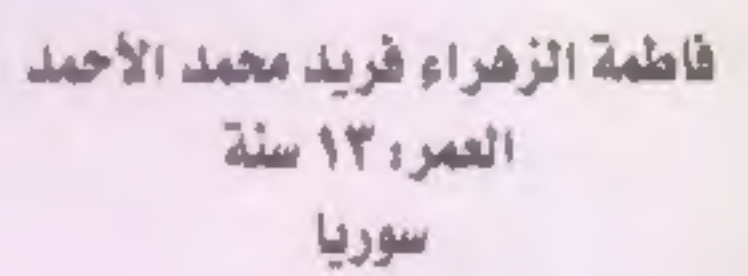 فاطمة الزهراء فريد محمد الأحمد
العمر: ١٣ سنة
سوريا